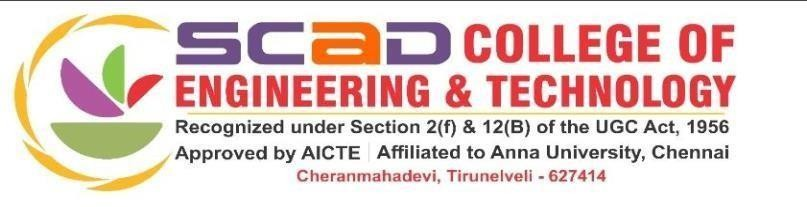 SCAD COLLEGE OF
ENGINEERING & TECHNOLOGY
Recognized under Section 2(f) & 12(B) of the UGC Act, 1956
Approved by AICTE | Affiliated to Anna University, Chennai
Cheranmahadevi, Tirunelveli - 627414